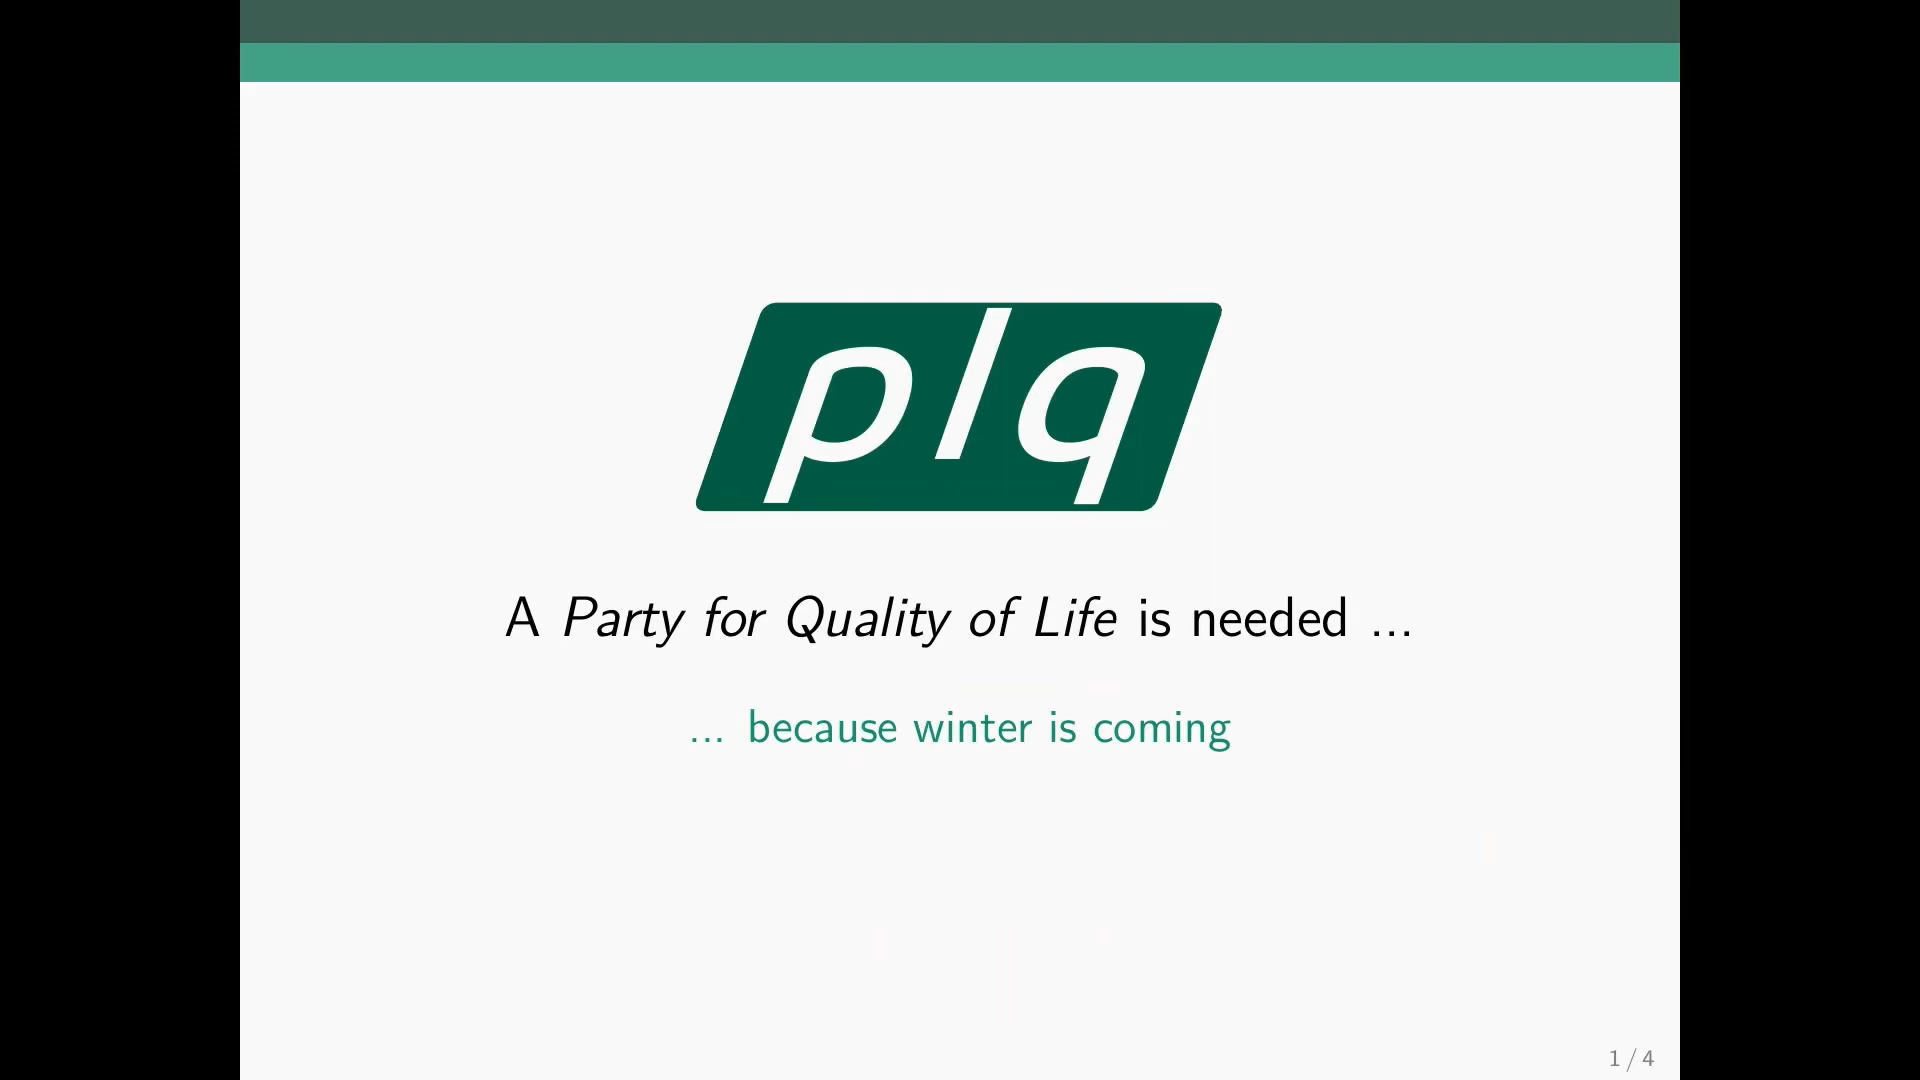 plq
A Party for Quality of Life is needed ...
... because winter is coming
1 / 4